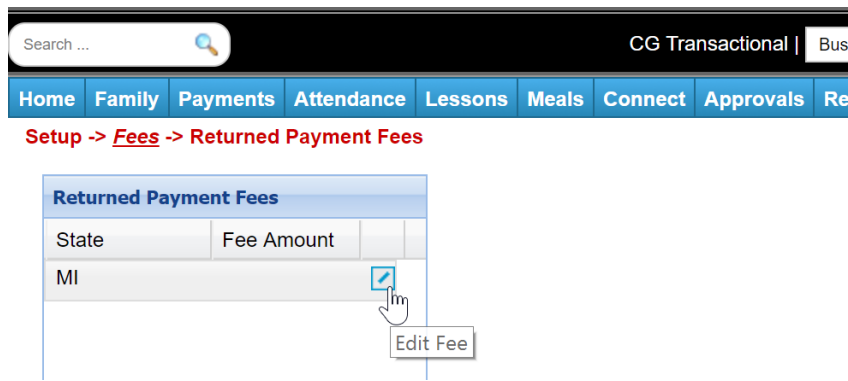 Search ...
CG Transactional | Bus
Home Family Payments Attendance Lessons Meals Connect Approvals Re
Setup -> Fees -> Returned Payment Fees
Returned Payment Fees
State Fee Amount
MI
Edit Fee